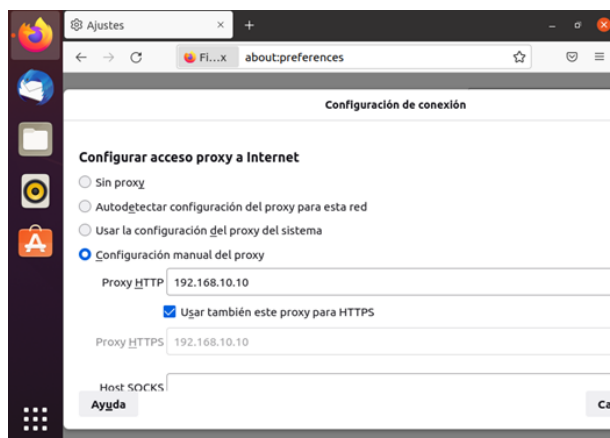 Ajustes
Fi...x about:preferences
Configuración de conexión
Configurar acceso proxy a Internet
Sin proxy
Autodetectar configuración del proxy para esta red
Usar la configuración del proxy del sistema
Configuración manual del proxy
Proxy HTTP 192.168.10.10
Usar también este proxy para HTTPS
Proxy HTTPS 192.168.10.10
Host SOCKS
Ayuda Ca